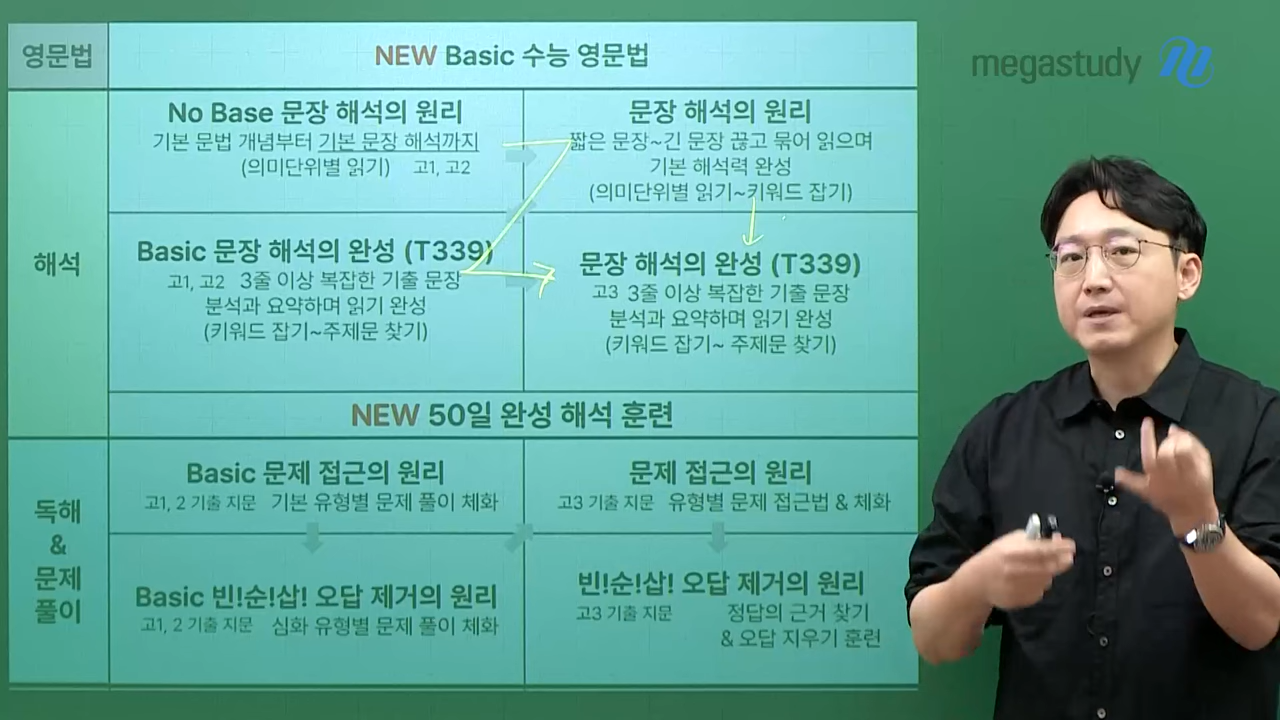 영문법
NEW Basic 수능 영문법
megastudy
해석
No Base 문장 해석의 원리
기본 문법 개념부터 기본 문장 해석까지
(의미단위별 읽기) 고1, 고2
문장 해석의 원리
짧은 문장~긴 문장 끊고 묶어 읽으며
기본 해석력 완성
(의미단위별 읽기~키워드 잡기)
Basic 문장 해석의 완성 (T339)
고1, 고2 3줄 이상 복잡한 기출 문장
분석과 요약하며 읽기 완성
(키워드 잡기~주제문 찾기)
문장 해석의 완성 (T339)
고3 3줄 이상 복잡한 기출 문장
분석과 요약하며 읽기 완성
(키워드 잡기~ 주제문 찾기)
NEW 50일 완성 해석 훈련
독해
&
문제
풀이
Basic 문제 접근의 원리
고1, 2 기출 지문 기본 유형별 문제 풀이 체화
문제 접근의 원리
고3 기출 지문 유형별 문제 접근법 & 체화
Basic 빈!순!삽! 오답 제거의 원리
고1, 2 기출 지문 심화 유형별 문제 풀이 체화
빈!순!삽! 오답 제거의 원리
고3 기출 지문 정답의 근거 찾기
& 오답 지우기 훈련